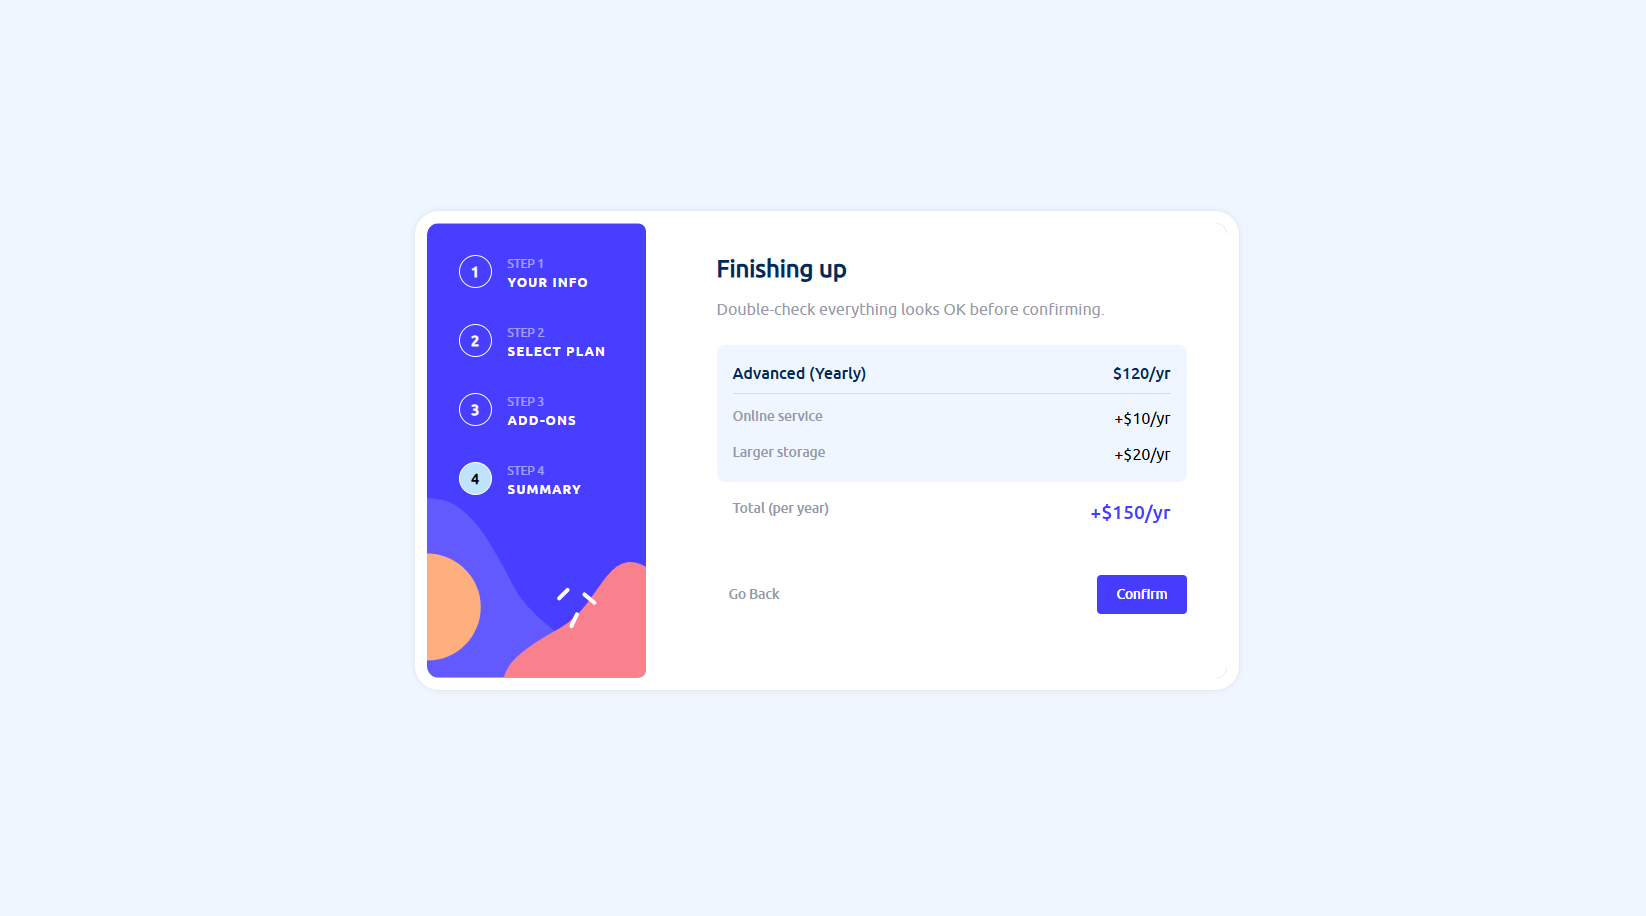 1
STEP 1
YOUR INFO
2
STEP 2
SELECT PLAN
3
STEP 3
ADD-ONS
4
STEP 4
SUMMARY
Finishing up
Double-check everything looks OK before confirming.
Advanced (Yearly) $120/yr
Online service +$10/yr
Larger storage +$20/yr
Total (per year) +$150/yr
Go Back Confirm